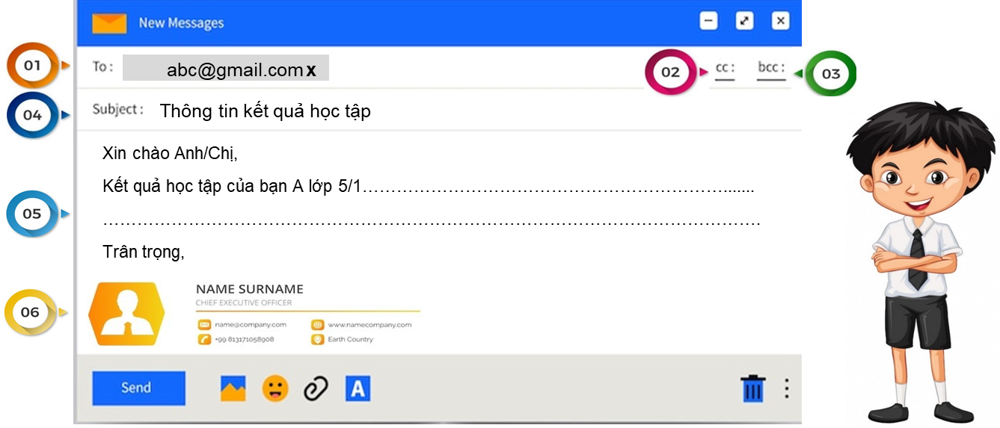 New Messages
01
To :
abc@gmail.com x
02
cc :
bcc :
03
04
Subject :
Thông tin kết quả học tập
Xin chào Anh/Chị,
Kết quả học tập của bạn A lớp 5/1…………………………………………………….......
05
…………………………………………………………………………………………………
Trân trọng,
06
NAME SURNAME
CHIEF EXECUTIVE OFFICER
name@company.com
www.namecompany.com
+99 813171058908
Earth Country
Send
A